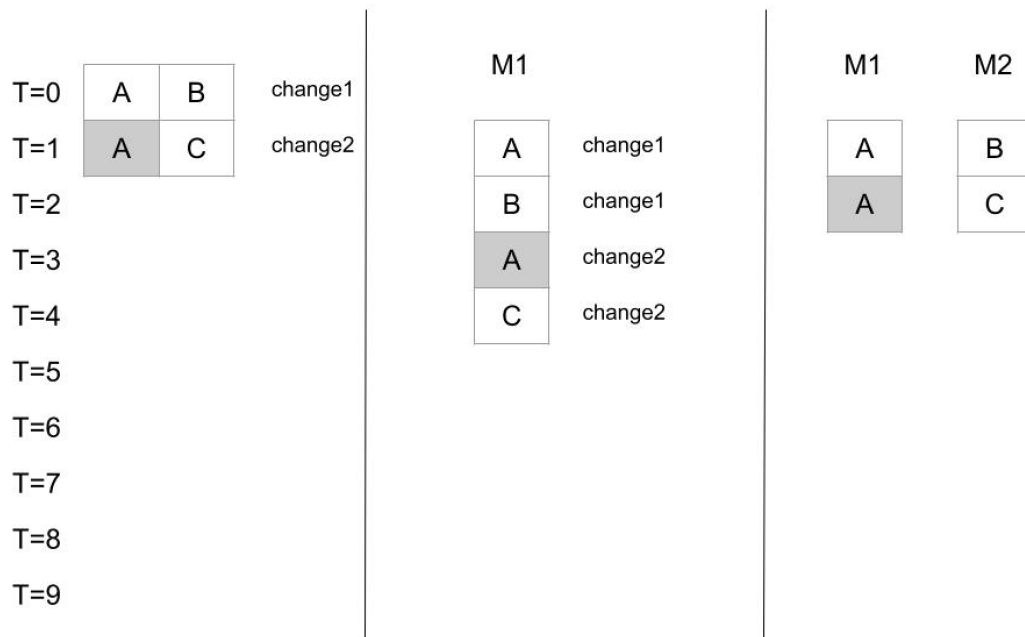 M1 M1 M2
T=0 A B change1
T=1 A C change2 A change1 A B
T=2 B change1 A C
T=3 A change2
T=4 C change2
T=5
T=6
T=7
T=8
T=9